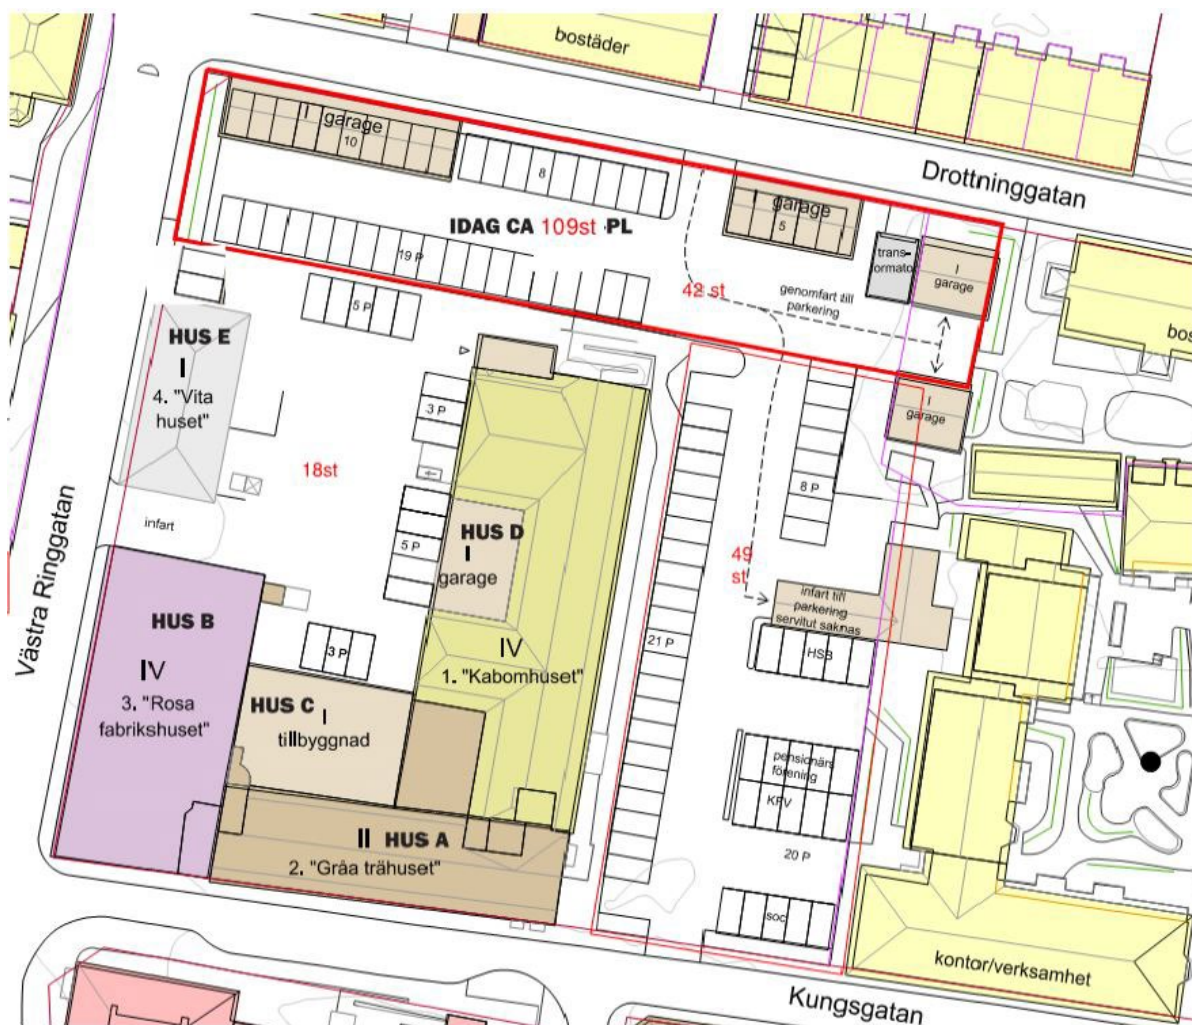 bostäder
Drottninggatan
I garage
10
8
garage
5
IDAG CA 109st PL
19 P
trans-
formator
I
garage
42 st
genomfart till
parkering
5 P
HUS E
I
4. "Vita
huset"
3 P
I
garage
18st
8 P
infart
5 P
HUS D
I
garage
49
st
infart till
parkering
servitut saknas
HUS B
IV
3. "Rosa
fabrikshuset"
3 P
IV
1. "Kabomhuset"
21 P
HSB
HUS C
I
tillbyggnad
pensionärs
förening
KFV
II HUS A
2. "Gråa trähuset"
20 P
soc
kontor/verksamhet
Västra Ringgatan
Kungsgatan